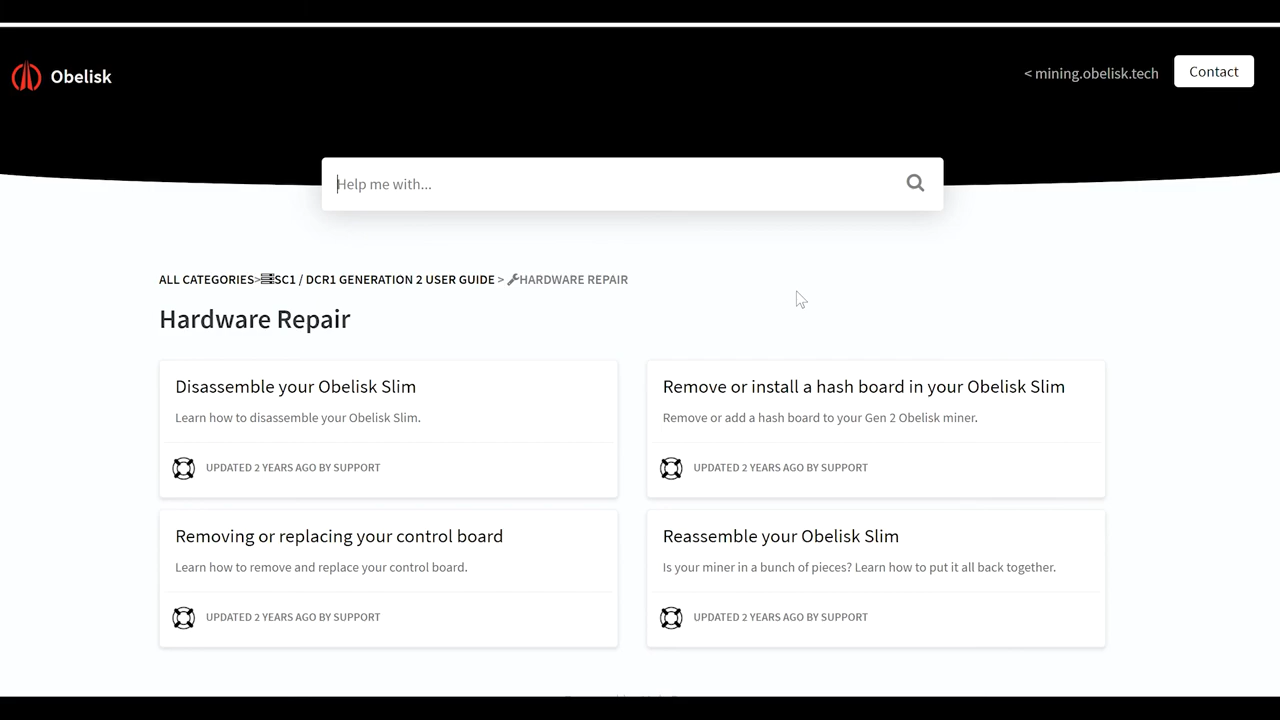 Obelisk
< mining.obelisk.tech
Contact
Help me with...
ALL CATEGORIES>SC1 / DCR1 GENERATION 2 USER GUIDE > HARDWARE REPAIR
Hardware Repair
Disassemble your Obelisk Slim
Learn how to disassemble your Obelisk Slim.
UPDATED 2 YEARS AGO BY SUPPORT
Remove or install a hash board in your Obelisk Slim
Remove or add a hash board to your Gen 2 Obelisk miner.
UPDATED 2 YEARS AGO BY SUPPORT
Removing or replacing your control board
Learn how to remove and replace your control board.
UPDATED 2 YEARS AGO BY SUPPORT
Reassemble your Obelisk Slim
Is your miner in a bunch of pieces? Learn how to put it all back together.
UPDATED 2 YEARS AGO BY SUPPORT